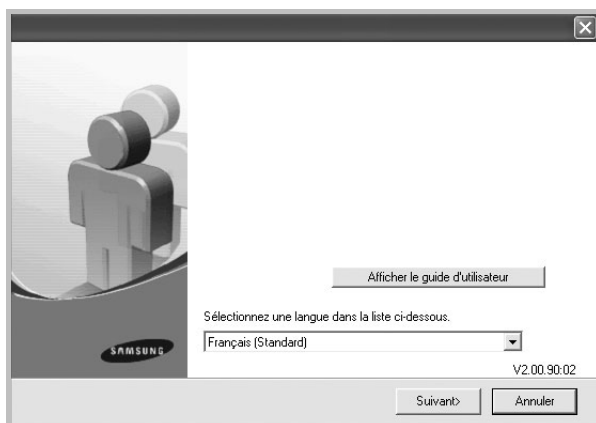 Afficher le guide d'utilisateur
Sélectionnez une langue dans la liste ci-dessous.
Français (Standard)
SAMSUNG
V2.00.90:02
Suivant>
Annuler